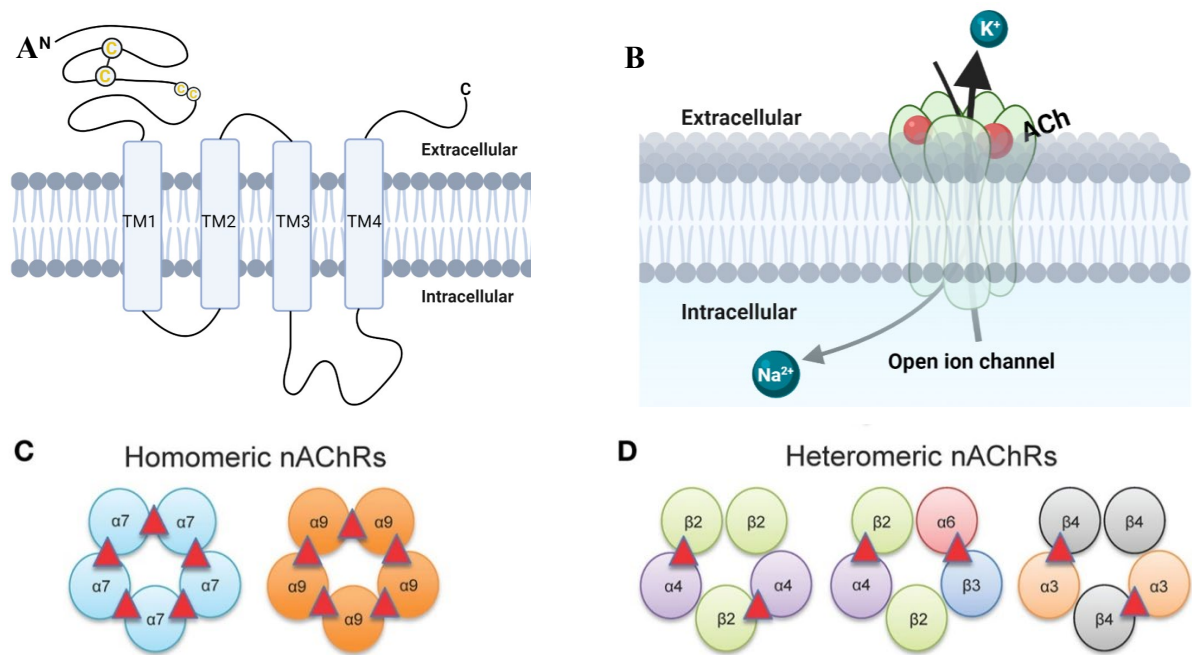 A
N
C
C
C
C
C
Extracellular
TM1 TM2 TM3 TM4
Intracellular
B
K⁺
Extracellular
ACh
Intracellular
Open ion channel
Na²⁺
C
Homomeric nAChRs
α7 α7
α7 α7
α7
α9 α9
α9 α9
α9
D
Heteromeric nAChRs
β2 β2
α4 α4
β2
β2 α6
α4 β3
β2
β4 β4
α3 α3
β4